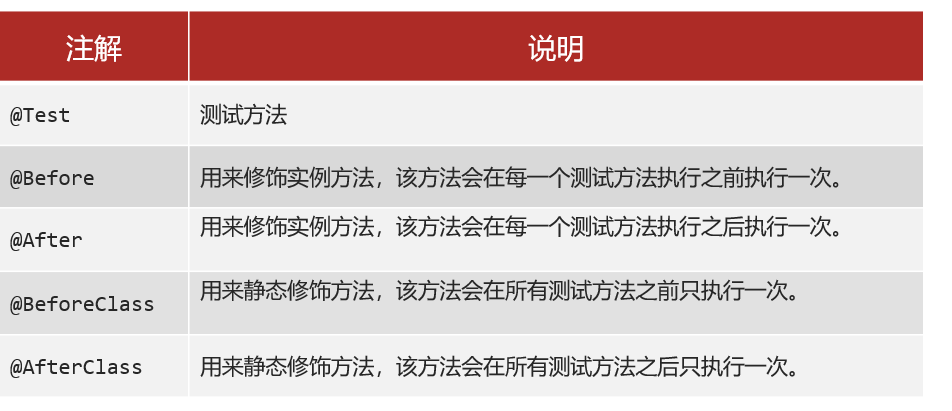 注解 说明
@Test 测试方法
@Before 用来修饰实例方法，该方法会在每一个测试方法执行之前执行一次。
@After 用来修饰实例方法，该方法会在每一个测试方法执行之后执行一次。
@BeforeClass 用来静态修饰方法，该方法会在所有测试方法之前只执行一次。
@AfterClass 用来静态修饰方法，该方法会在所有测试方法之后只执行一次。